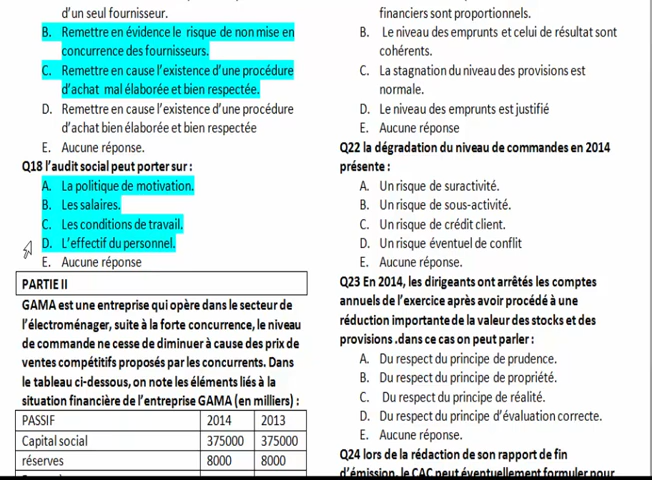 d'un seul fournisseur.
B. Remettre en évidence le risque de non mise en
concurrence des fournisseurs.
C. Remettre en cause l'existence d'une procédure
d'achat mal élaborée et bien respectée.
D. Remettre en cause l'existence d'une procédure
d'achat bien élaborée et bien respectée
E. Aucune réponse.
Q18 l'audit social peut porter sur :
A. La politique de motivation.
B. Les salaires.
C. Les conditions de travail.
D. L'effectif du personnel.
E. Aucune réponse
PARTIE II
GAMA est une entreprise qui opère dans le secteur de
l'électroménager, suite à la forte concurrence, le niveau
de commande ne cesse de diminuer à cause des prix de
ventes compétitifs proposés par les concurrents. Dans
le tableau ci-dessous, on note les éléments liés à la
situation financière de l'entreprise GAMA (en milliers) :
PASSIF 2014 2013
Capital social 375000 375000
réserves 8000 8000
financiers sont proportionnels.
B. Le niveau des emprunts et celui de résultat sont
cohérents.
C. La stagnation du niveau des provisions est
normale.
D. Le niveau des emprunts est justifié
E. Aucune réponse
Q22 la dégradation du niveau de commandes en 2014
présente :
A. Un risque de suractivité.
B. Un risque de sous-activité.
C. Un risque de crédit client.
D. Un risque éventuel de conflit
E. Aucune réponse.
Q23 En 2014, les dirigeants ont arrêtés les comptes
annuels de l'exercice après avoir procédé à une
réduction importante de la valeur des stocks et des
provisions .dans ce cas on peut parler :
A. Du respect du principe de prudence.
B. Du respect du principe de propriété.
C. Du respect du principe de réalité.
D. Du respect du principe d'évaluation correcte.
E. Aucune réponse.
Q24 lors de la rédaction de son rapport de fin
d'émission, le CAC peut éventuellement formuler pour